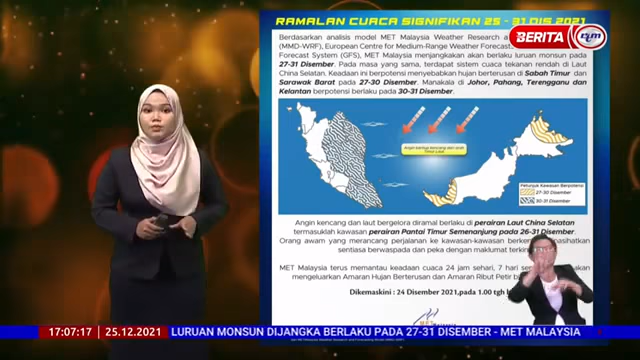 RAMALAN CUACA SIGNIFIKAN 25 - 31 DIS 2021
BERITA
Berdasarkan analisis model MET Malaysia Weather Research a
(MMD-WRF), European Centre for Medium-Range Weather Forecast
Forecast System (GFS), MET Malaysia menjangkakan akan berlaku luruan monsun pada
27-31 Disember. Pada masa yang sama, terdapat sistem cuaca tekanan rendah di Laut
China Selatan. Keadaan ini berpotensi menyebabkan hujan berterusan di Sabah Timur dan
Sarawak Barat pada 27-30 Disember. Manakala di Johor, Pahang, Terengganu dan
Kelantan berpotensi berlaku pada 30-31 Disember.
Petunjuk Kawasan Berpotensi
27-30 Disember
30-31 Disember
Angin kencang dan laut bergelora diramal berlaku di perairan Laut China Selatan
termasuklah kawasan perairan Pantai Timur Semenanjung pada 26-31 Disember.
Orang awam yang merancang perjalanan ke kawasan-kawasan berken nasihatkan
sentiasa berwaspada dan peka dengan maklumat terkin
MET Malaysia terus memantau keadaan cuaca 24 jam sehari, 7 hari se akan
mengeluarkan Amaran Hujan Berterusan dan Amaran Ribut Petir b
Dikemaskini : 24 Disember 2021,pada 1.00 tgh
17:07:17 25.12.2021 LURUAN MONSUN DIJANGKA BERLAKU PADA 27-31 DISEMBER - MET MALAYSIA